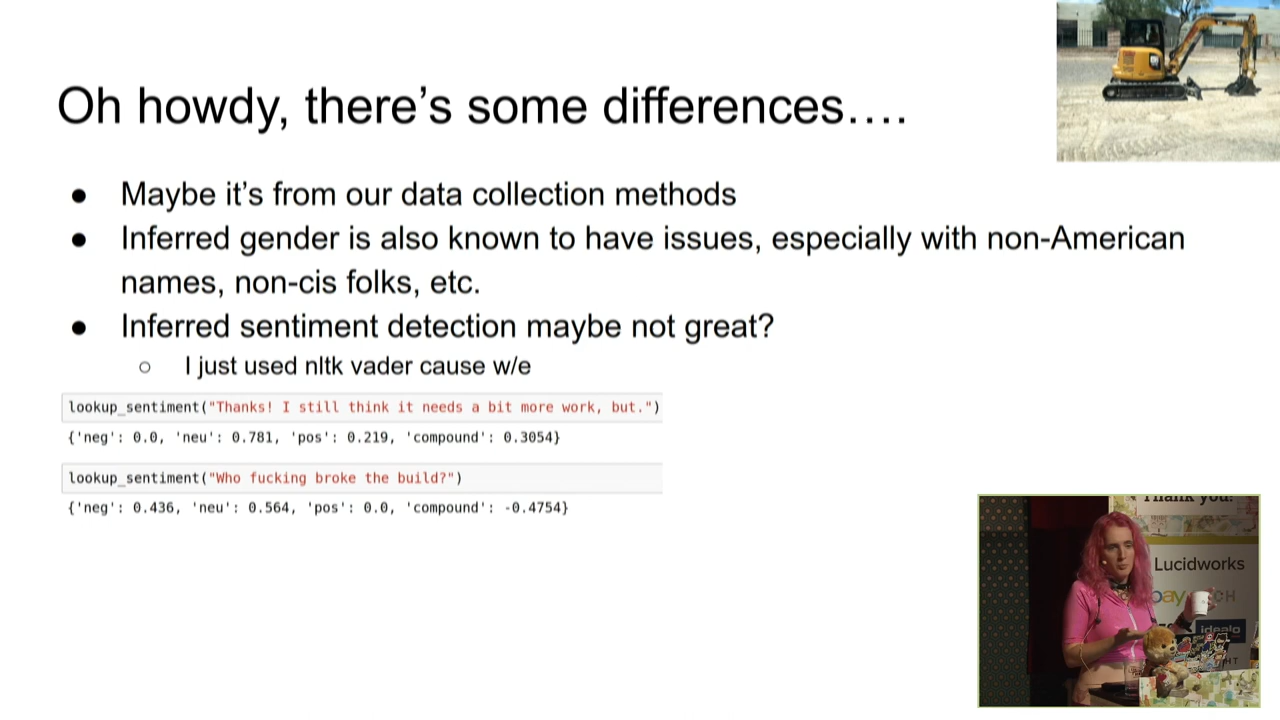 Oh howdy, there's some differences….
● Maybe it's from our data collection methods
● Inferred gender is also known to have issues, especially with non-American
names, non-cis folks, etc.
● Inferred sentiment detection maybe not great?
○ I just used nltk vader cause w/e
lookup_sentiment("Thanks! I still think it needs a bit more work, but.")
{'neg': 0.0, 'neu': 0.781, 'pos': 0.219, 'compound': 0.3054}
lookup_sentiment("Who fucking broke the build?")
{'neg': 0.436, 'neu': 0.564, 'pos': 0.0, 'compound': -0.4754}
Thank you!
Lucidworks
idealo